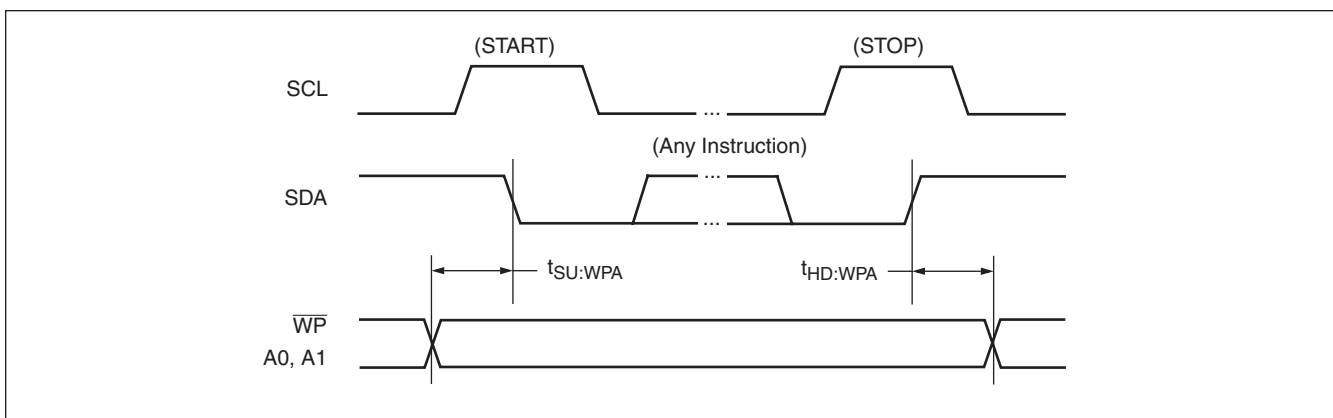 (START)
(STOP)
SCL
...
(Any Instruction)
SDA
...
...
tSU:WPA
tHD:WPA
WP
A0, A1